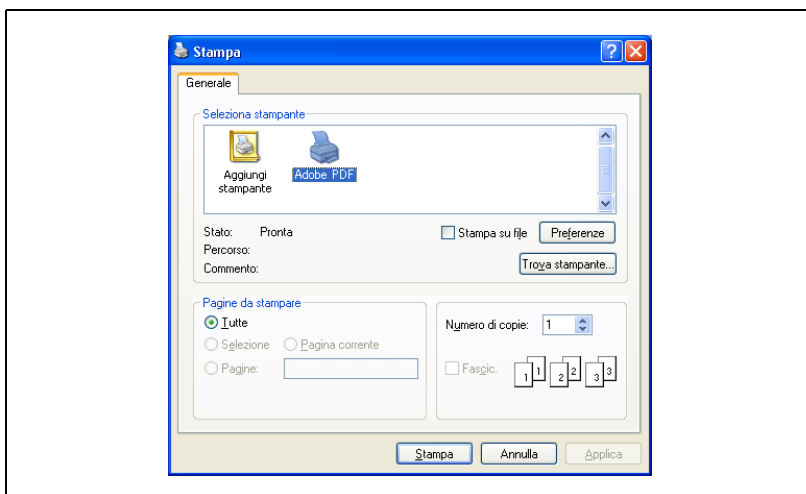 Stampa
Generale
Seleziona stampante
Aggiungi
stampante
Adobe PDF
Stato: Pronta
Percorso:
Commento:
Stampa su file
Preferenze
Trova stampante...
Pagine da stampare
Tutte
Selezione
Pagina corrente
Pagine:
Numero di copie: 1
Fascic.
1 1 2 2 3 3
Stampa
Annulla
Applica